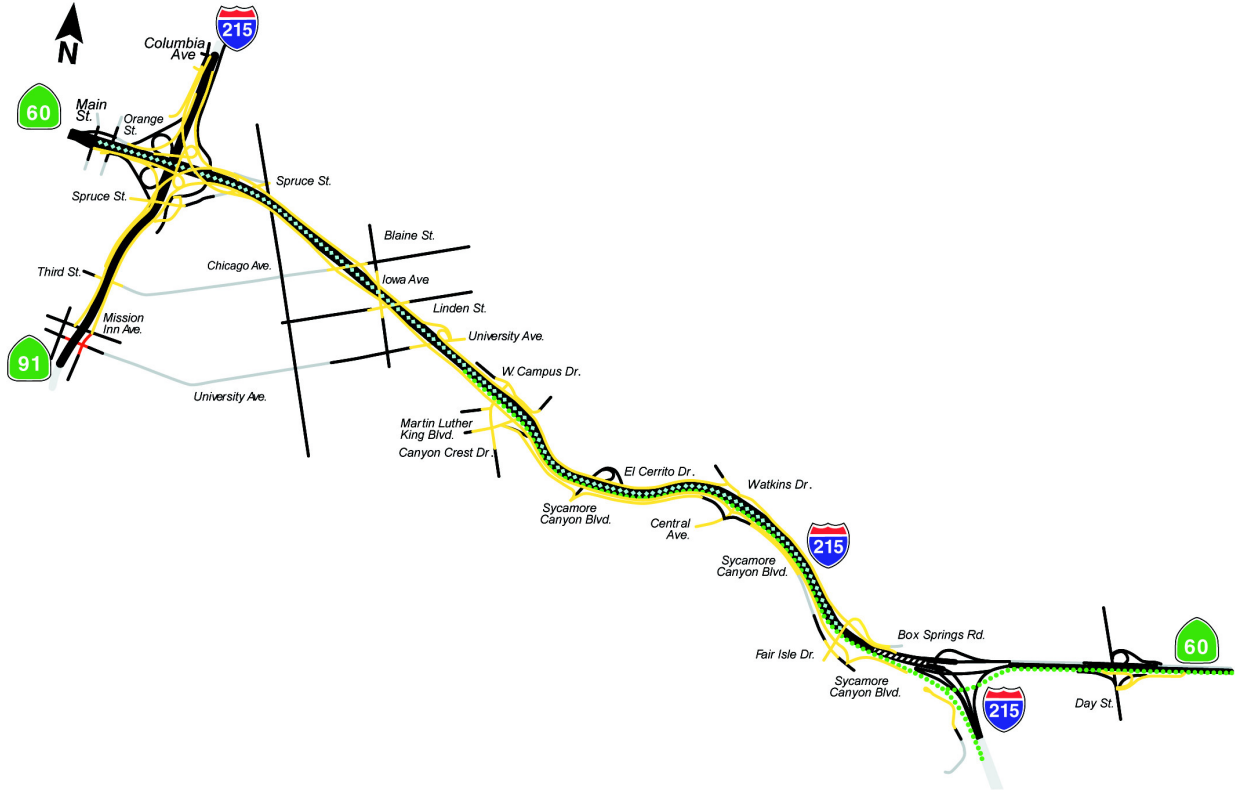 215
Columbia
Ave
N
60
Main
St.
Orange
St.
Spruce St.
Spruce St.
Blaine St.
Third St.
Chicago Ave.
Iowa Ave
Linden St.
Mission
Inn Ave.
University Ave.
91
W. Campus Dr.
University Ave.
Martin Luther
King Blvd.
Canyon Crest Dr.
El Cerrito Dr.
Watkins Dr.
Sycamore
Canyon Blvd.
Central
Ave.
215
Sycamore
Canyon Blvd.
Box Springs Rd.
60
Fair Isle Dr.
Sycamore
Canyon Blvd.
Day St.
215